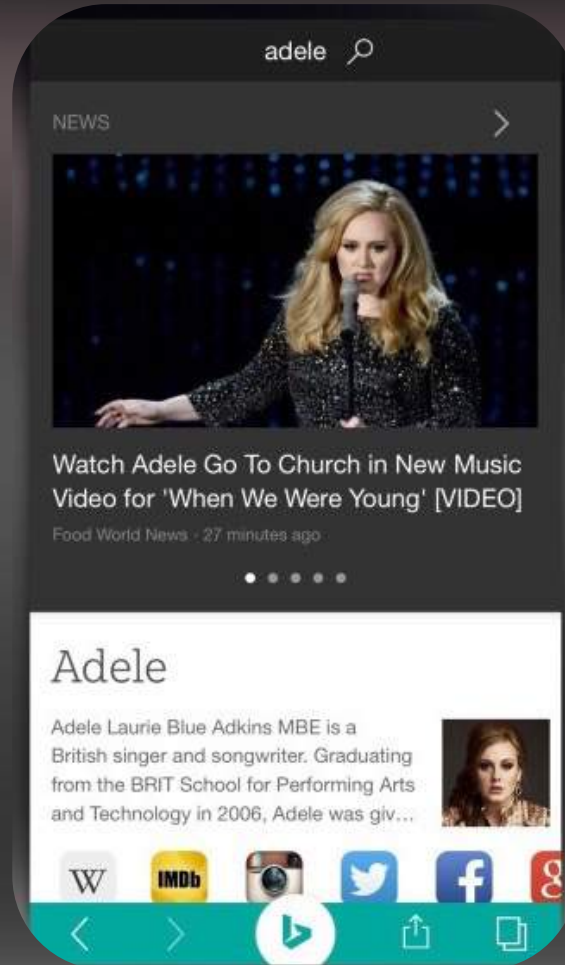 adele
NEWS
Watch Adele Go To Church in New Music
Video for 'When We Were Young' [VIDEO]
Food World News - 27 minutes ago
Adele
Adele Laurie Blue Adkins MBE is a
British singer and songwriter. Graduating
from the BRIT School for Performing Arts
and Technology in 2006, Adele was giv...
W
IMDb
f
8